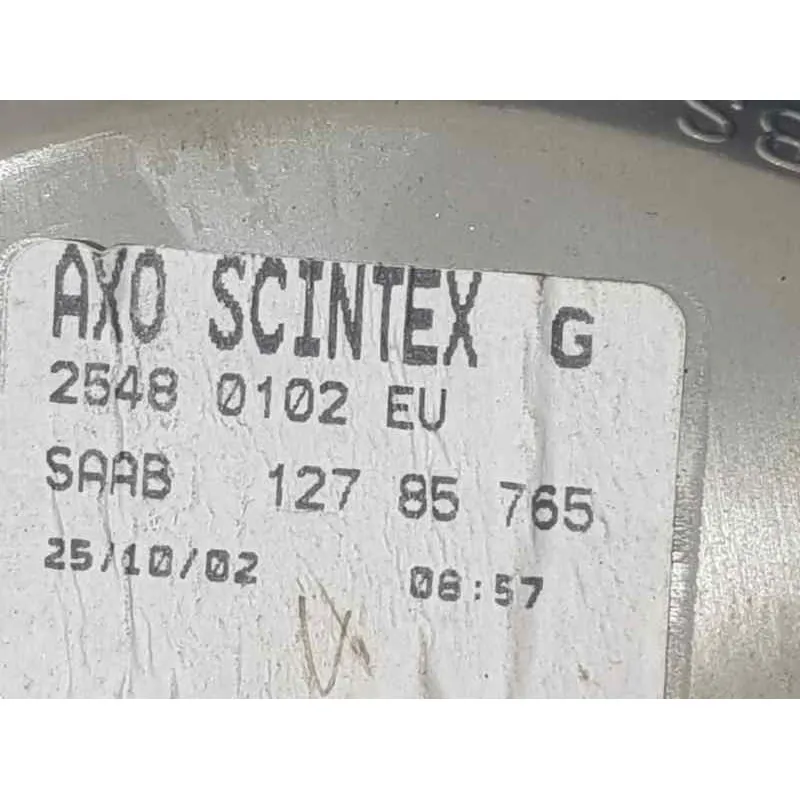 AXO SCINTEX G
2548 0102 EU
SAAB 127 85 765
25/10/02 08:57